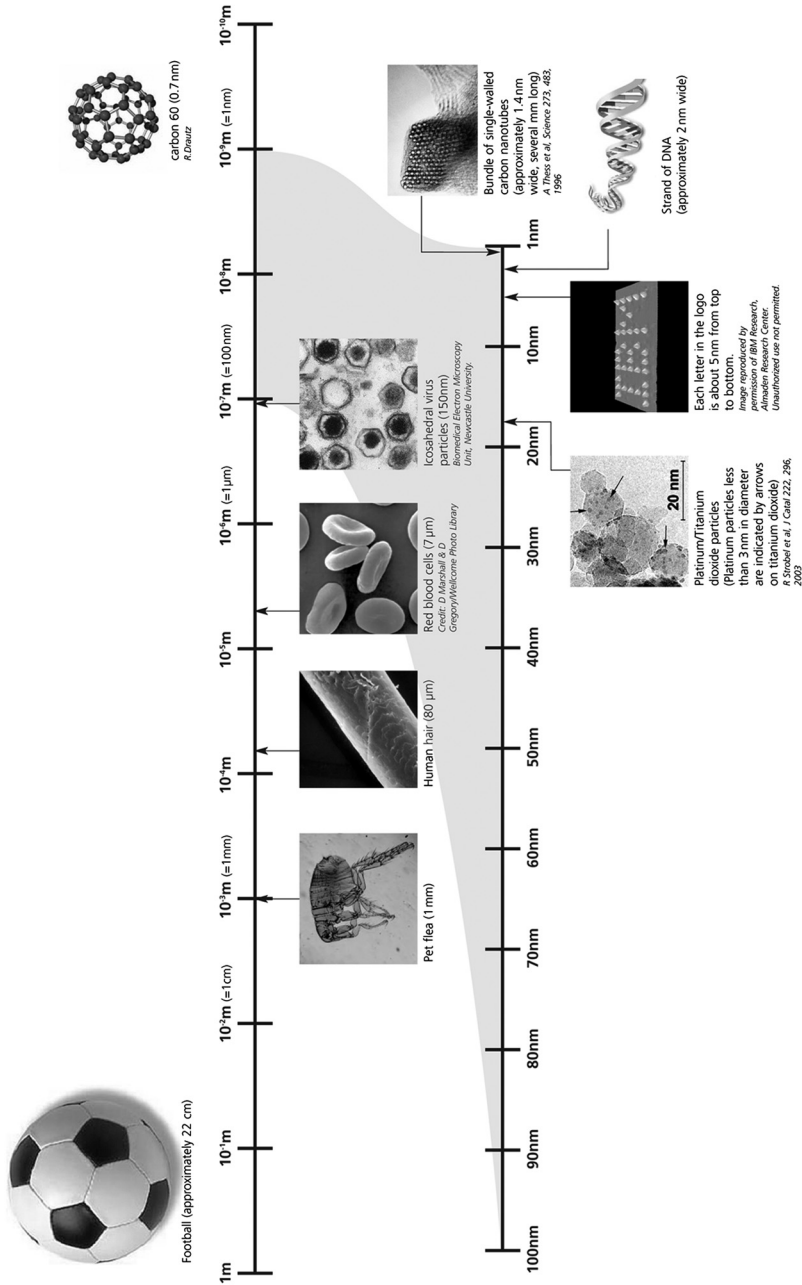 Football (approximately 22 cm)
carbon 60 (0.7 nm)
R.Drautz
1m
10⁻¹m
10⁻²m (=1cm)
10⁻³m (=1mm)
10⁻⁴m
10⁻⁵m
10⁻⁶m (=1μm)
10⁻⁷m (=100nm)
10⁻⁸m
10⁻⁹m (=1nm)
10⁻¹⁰m
Pet flea (1 mm)
Human hair (80 μm)
Red blood cells (7 μm)
Credit: D Marshall & D
Gregory/Wellcome Photo Library
Icosahedral virus
particles (150nm)
Biomedical Electron Microscopy
Unit, Newcastle University.
Bundle of single-walled
carbon nanotubes
(approximately 1.4nm
wide, several mm long)
A Thess et al, Science 273, 483,
1996
100nm
90nm
80nm
70nm
60nm
50nm
40nm
30nm
20nm
10nm
1nm
20 nm
Platinum/Titanium
dioxide particles
(Platinum particles less
than 3nm in diameter
are indicated by arrows
on titanium dioxide)
R Strobel et al, J Catal 222, 296,
2003
Each letter in the logo
is about 5nm from top
to bottom.
Image reproduced by
permission of IBM Research,
Almaden Research Center.
Unauthorized use not permitted.
Strand of DNA
(approximately 2nm wide)